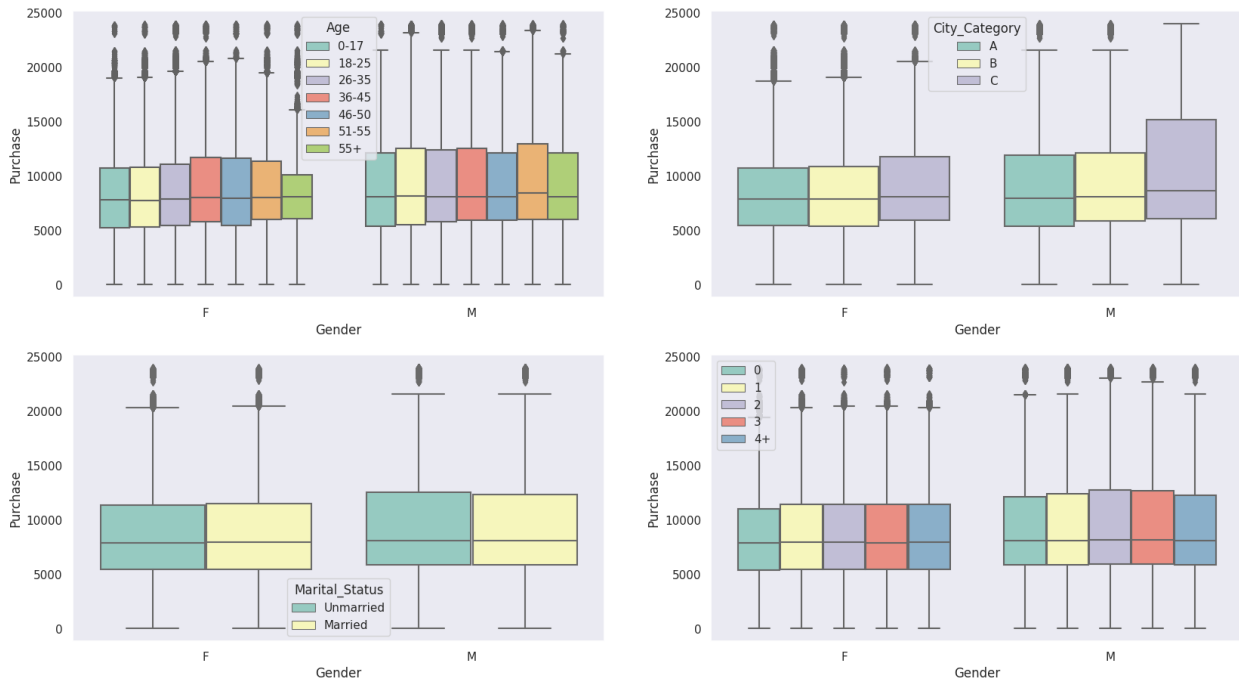 25000
20000
15000
10000
5000
0
Purchase
F
M
Gender
Age
0-17
18-25
26-35
36-45
46-50
51-55
55+
25000
20000
15000
10000
5000
0
Purchase
F
M
Gender
City_Category
A
B
C
25000
20000
15000
10000
5000
0
Purchase
F
M
Gender
Marital_Status
Unmarried
Married
25000
20000
15000
10000
5000
0
Purchase
F
M
Gender
0
1
2
3
4+